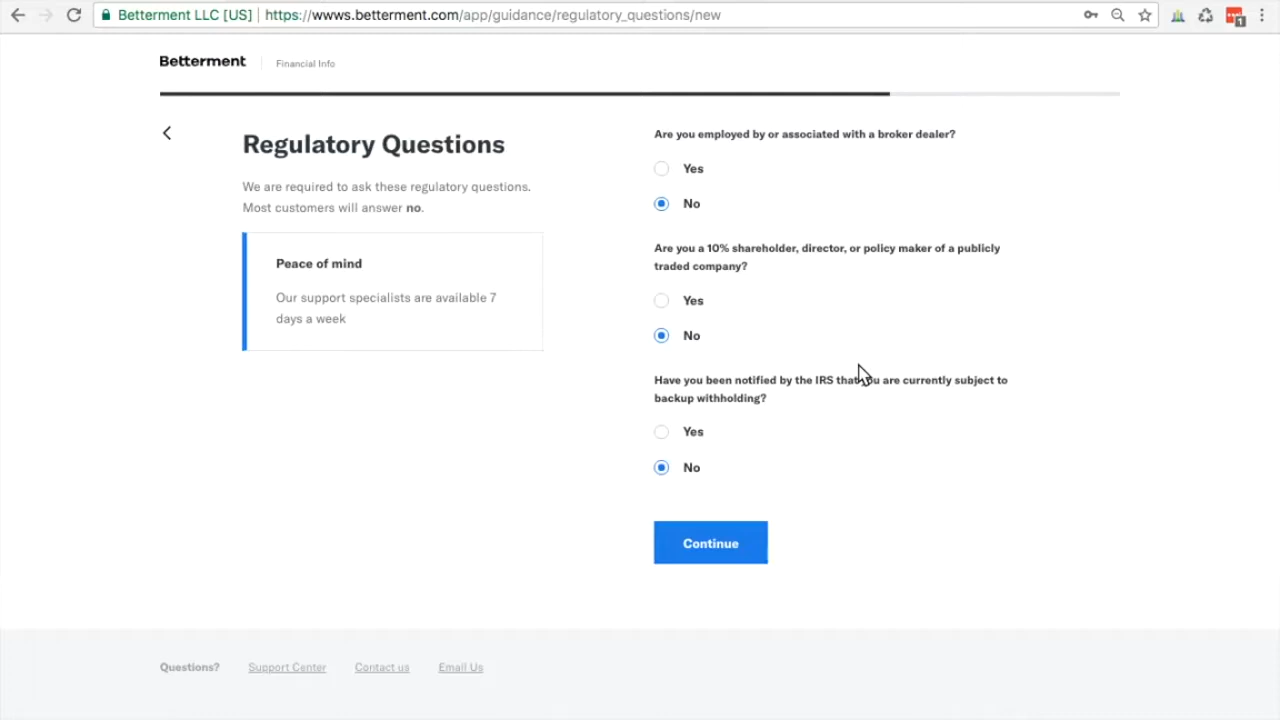 Betterment LLC [US]
https://wwws.betterment.com/app/guidance/regulatory_questions/new
1
Betterment
Financial Info
Regulatory Questions
We are required to ask these regulatory questions.
Most customers will answer no.
Peace of mind
Our support specialists are available 7
days a week
Are you employed by or associated with a broker dealer?
Yes
No
Are you a 10% shareholder, director, or policy maker of a publicly
traded company?
Yes
No
Have you been notified by the IRS that you are currently subject to
backup withholding?
Yes
No
Continue
Questions?
Support Center
Contact us
Email Us